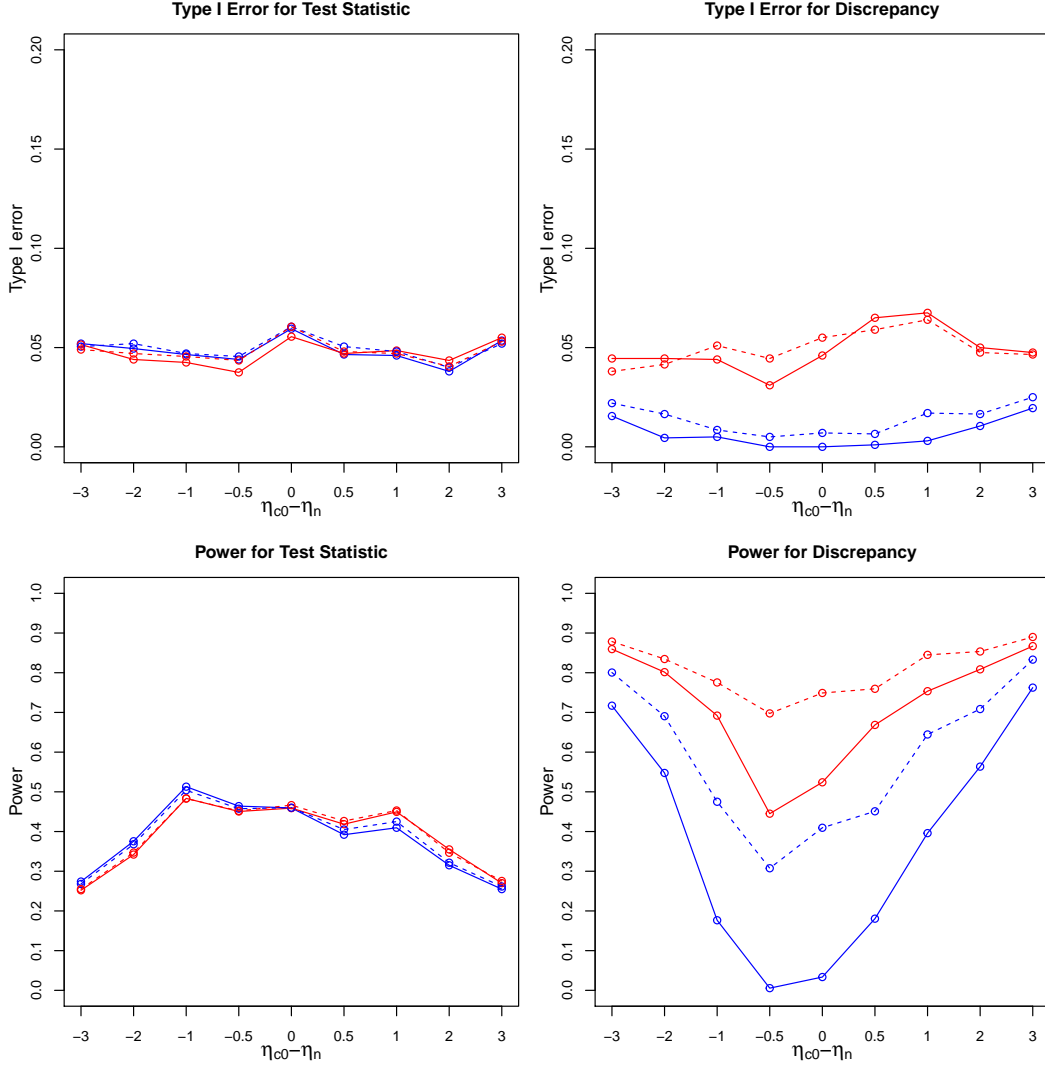 Type I Error for Test Statistic
Type I error
0.20
0.15
0.10
0.05
0.00
−3 −2 −1 −0.5 0 0.5 1 2 3
ηc0−ηn
Type I Error for Discrepancy
Type I error
0.20
0.15
0.10
0.05
0.00
−3 −2 −1 −0.5 0 0.5 1 2 3
ηc0−ηn
Power for Test Statistic
Power
1.0
0.9
0.8
0.7
0.6
0.5
0.4
0.3
0.2
0.1
0.0
−3 −2 −1 −0.5 0 0.5 1 2 3
ηc0−ηn
Power for Discrepancy
Power
1.0
0.9
0.8
0.7
0.6
0.5
0.4
0.3
0.2
0.1
0.0
−3 −2 −1 −0.5 0 0.5 1 2 3
ηc0−ηn